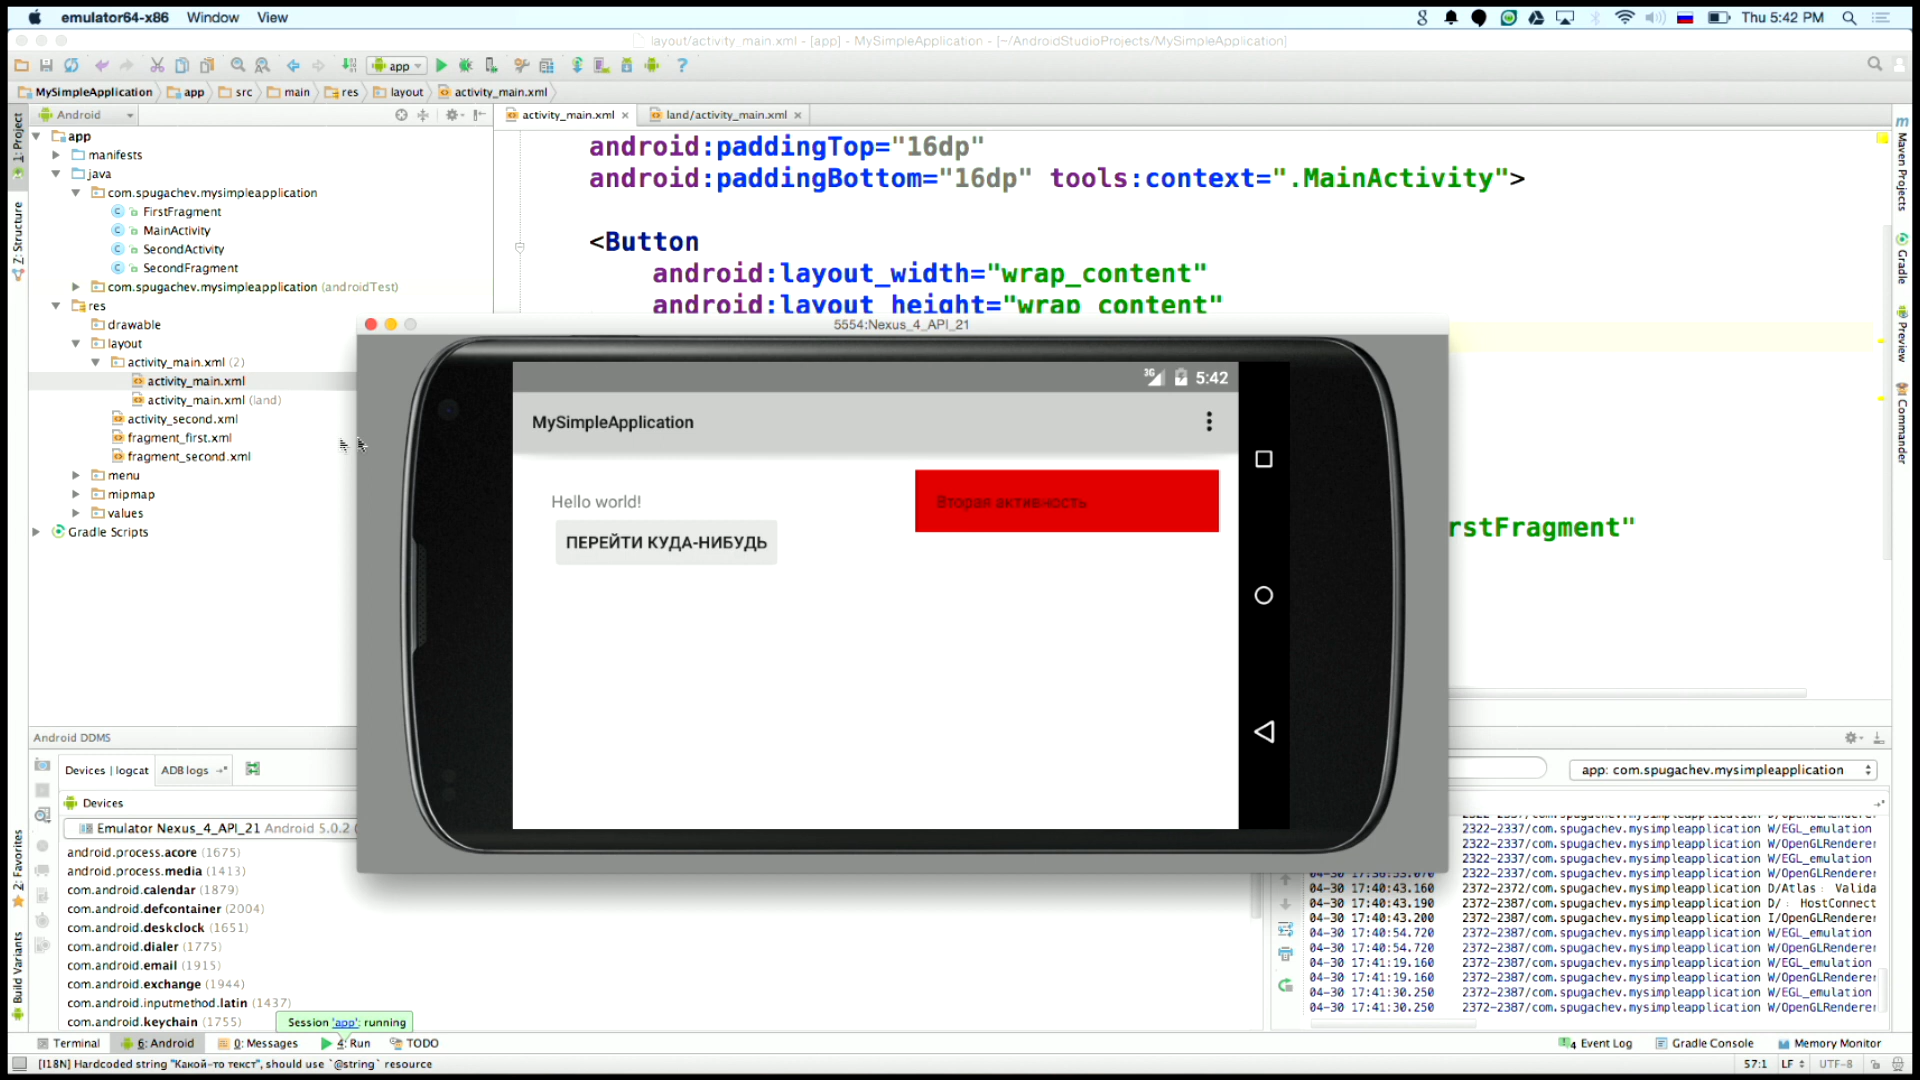 emulator64-x86 Window View
Thu 5:42 PM
layout/activity_main.xml - [app] - MySimpleApplication - [~/AndroidStudioProjects/MySimpleApplication]
app
MySimpleApplication app src main res layout activity_main.xml
Android
activity_main.xml
land/activity_main.xml
1: Project
Z: Structure
2: Favorites
Build Variants
app
manifests
java
com.spugachev.mysimpleapplication
FirstFragment
MainActivity
SecondActivity
SecondFragment
com.spugachev.mysimpleapplication (androidTest)
res
drawable
layout
activity_main.xml (2)
activity_main.xml
activity_main.xml (land)
activity_second.xml
fragment_first.xml
fragment_second.xml
menu
mipmap
values
Gradle Scripts
android:paddingTop="16dp"
android:paddingBottom="16dp" tools:context=".MainActivity">
<Button
android:layout_width="wrap_content"
android:layout_height="wrap_content"
rstFragment"
Maven Projects
Gradle
Preview
Commander
5554:Nexus_4_API_21
3G 5:42
MySimpleApplication
Hello world!
Вторая активность
ПЕРЕЙТИ КУДА-НИБУДЬ
Android DDMS
Devices | logcat ADB logs
app: com.spugachev.mysimpleapplication
Devices
Emulator Nexus_4_API_21 Android 5.0.2 (
android.process.acore (1675)
android.process.media (1413)
com.android.calendar (1879)
com.android.defcontainer (2004)
com.android.deskclock (1651)
com.android.dialer (1775)
com.android.email (1915)
com.android.exchange (1944)
com.android.inputmethod.latin (1437)
com.android.keychain (1755)
Session 'app': running
2322-2337/com.spugachev.mysimpleapplication W/EGL_emulation
2322-2337/com.spugachev.mysimpleapplication W/OpenGLRenderer
2322-2337/com.spugachev.mysimpleapplication W/EGL_emulation
2322-2337/com.spugachev.mysimpleapplication W/OpenGLRenderer
04-30 17:40:43.160 2372-2372/com.spugachev.mysimpleapplication D/Atlas: Valida
04-30 17:40:43.190 2372-2387/com.spugachev.mysimpleapplication D/: HostConnect
04-30 17:40:43.200 2372-2387/com.spugachev.mysimpleapplication I/OpenGLRenderer
04-30 17:40:54.720 2372-2387/com.spugachev.mysimpleapplication W/EGL_emulation
04-30 17:40:54.720 2372-2387/com.spugachev.mysimpleapplication W/OpenGLRenderer
04-30 17:41:19.160 2372-2387/com.spugachev.mysimpleapplication W/EGL_emulation
04-30 17:41:19.160 2372-2387/com.spugachev.mysimpleapplication W/OpenGLRenderer
04-30 17:41:30.250 2372-2387/com.spugachev.mysimpleapplication W/EGL_emulation
04-30 17:41:30.250 2372-2387/com.spugachev.mysimpleapplication W/OpenGLRenderer
Terminal 6: Android 0: Messages 4: Run TODO
4 Event Log Gradle Console Memory Monitor
[I18N] Hardcoded string "Какой-то текст", should use `@string` resource
57:1 LF UTF-8